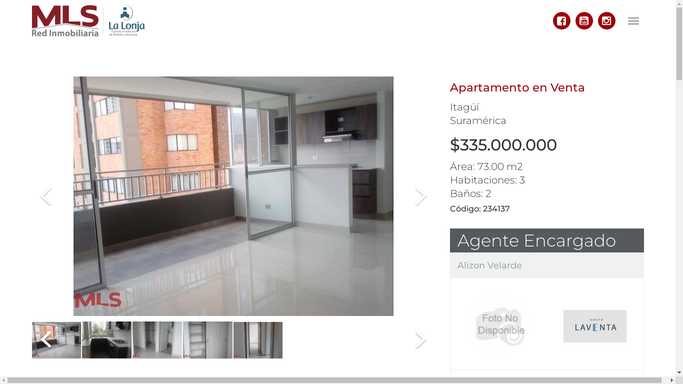 MLS
Red Inmobiliaria
La Lonja
Apartamento en Venta
Itagüí
Suramérica
$335.000.000
Área: 73.00 m2
Habitaciones: 3
Baños: 2
Código: 234137
MLS
Agente Encargado
Alizon Velarde
Foto No
Disponible
LAVENTA